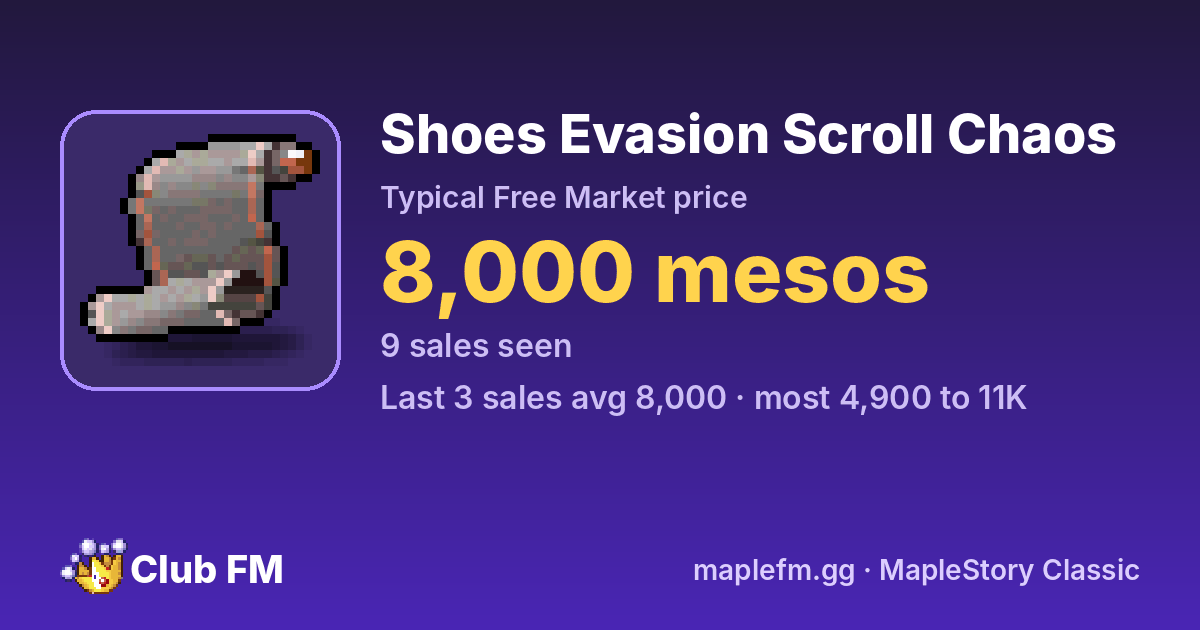 Shoes Evasion Scroll Chaos
Typical Free Market price
8,000 mesos
9 sales seen
Last 3 sales avg 8,000 · most 4,900 to 11K
Club FM
maplefm.gg · MapleStory Classic